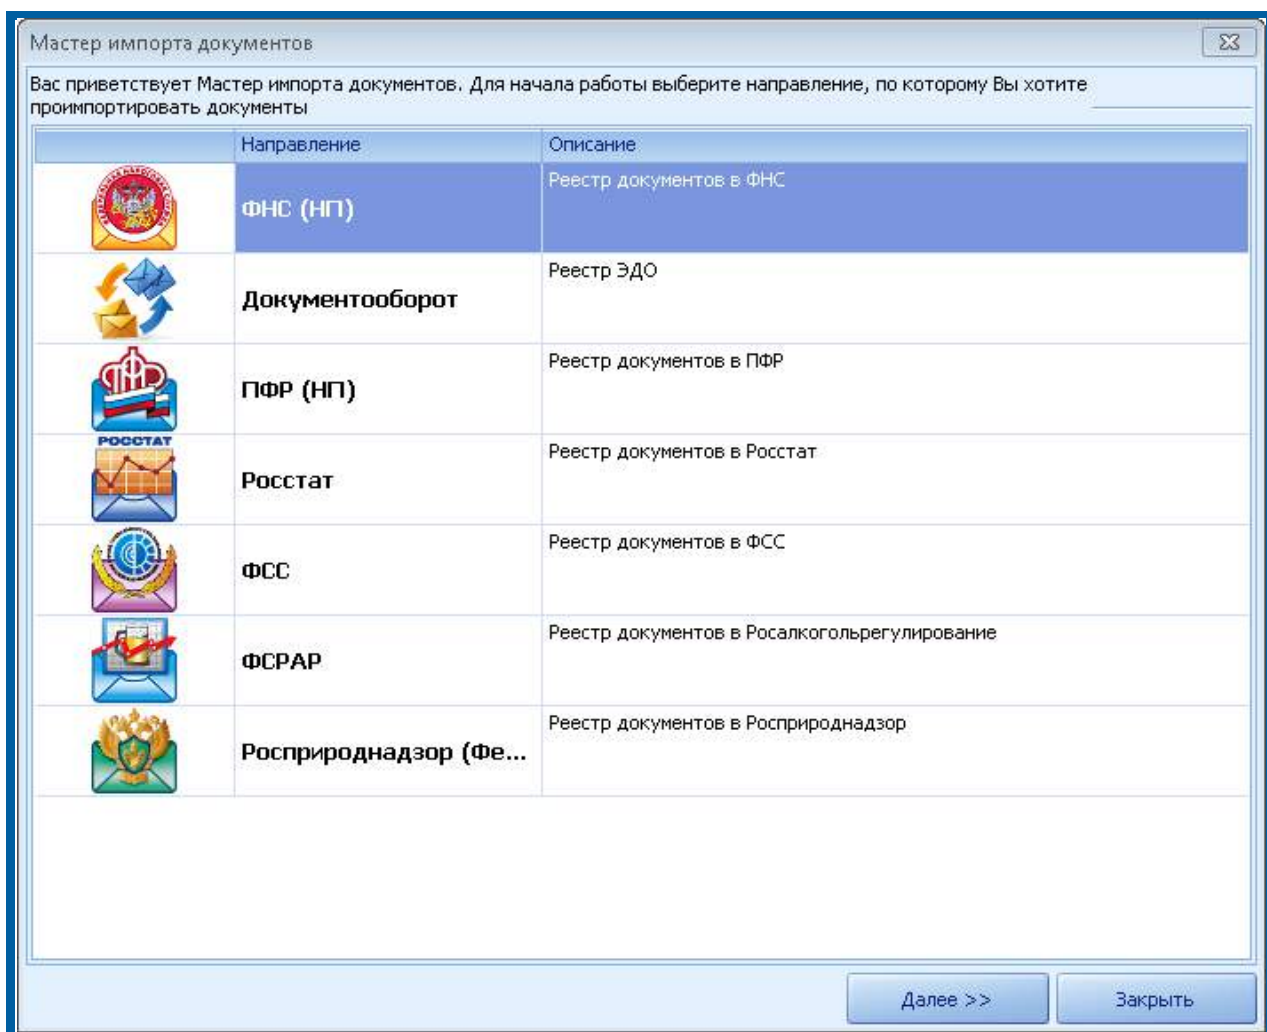 Мастер импорта документов
Вас приветствует Мастер импорта документов. Для начала работы выберите направление, по которому Вы хотите
проимпортировать документы
Направление Описание
ФНС (НП) Реестр документов в ФНС
Документооборот Реестр ЭДО
ПФР (НП) Реестр документов в ПФР
РОССТАТ
Росстат Реестр документов в Росстат
ФСС Реестр документов в ФСС
ФСРАР Реестр документов в Росалкогольрегулирование
Росприроднадзор (Фе... Реестр документов в Росприроднадзор
Далее >> Закрыть